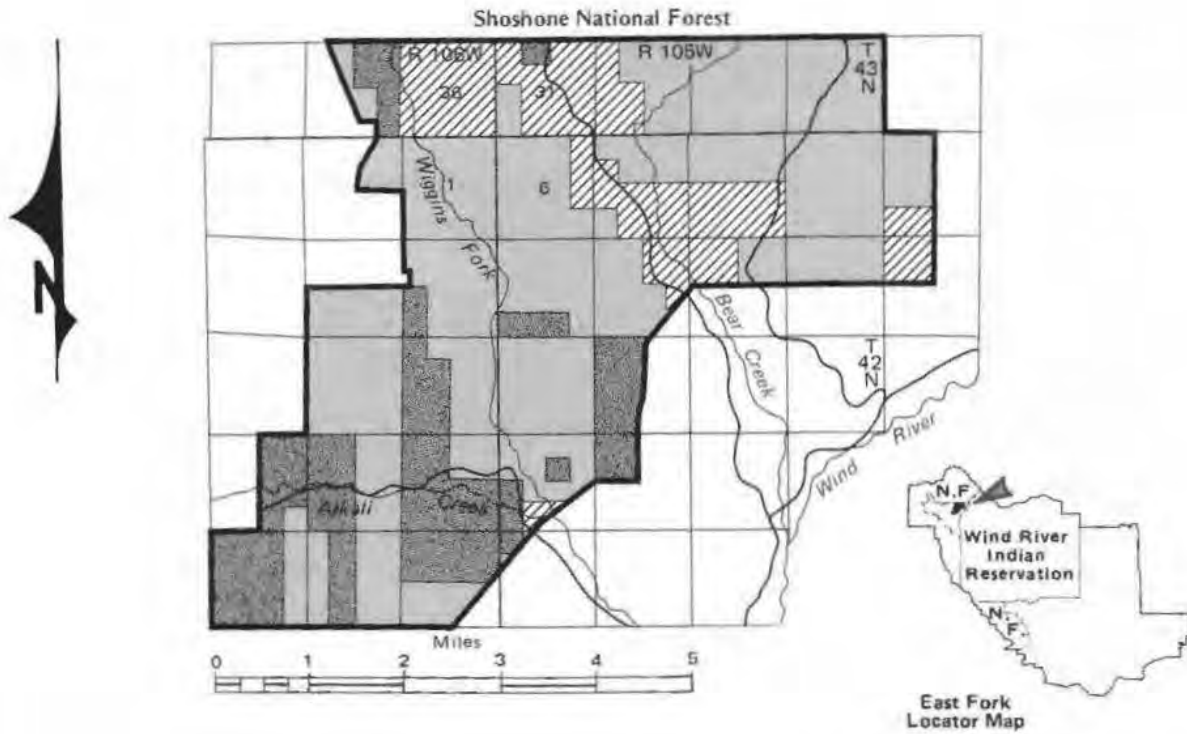 Shoshone National Forest
R 106W
R 105W
T
43
N
36
31
1
6
Wiggins
Fork
Bear
Creek
T
42
N
Wind River
Alkali Creek
N
Miles
0 1 2 3 4 5
N.F
Wind River
Indian
Reservation
N.
F.
East Fork
Locator Map